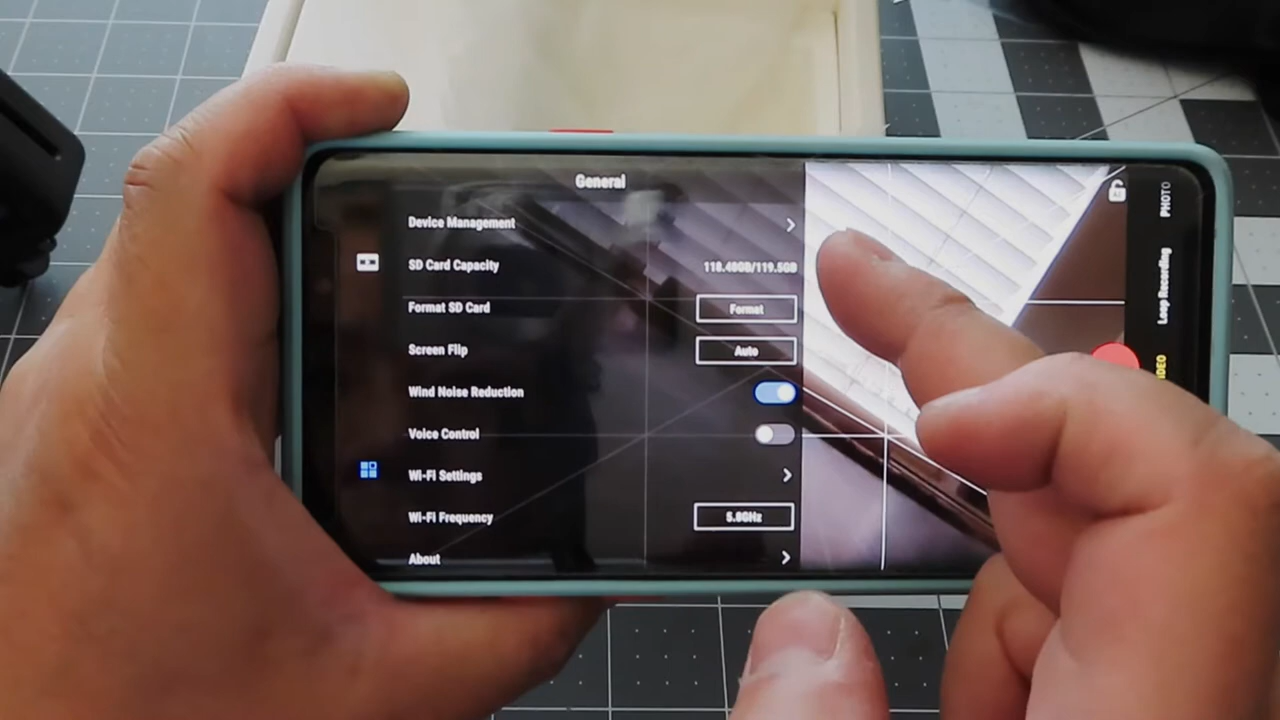 General
Device Management
SD Card Capacity 118.48GB/119.5GB
Format SD Card Format
Screen Flip Auto
Wind Noise Reduction
Voice Control
Wi-Fi Settings
Wi-Fi Frequency 5.8GHz
About
PHOTO
Loop Recording